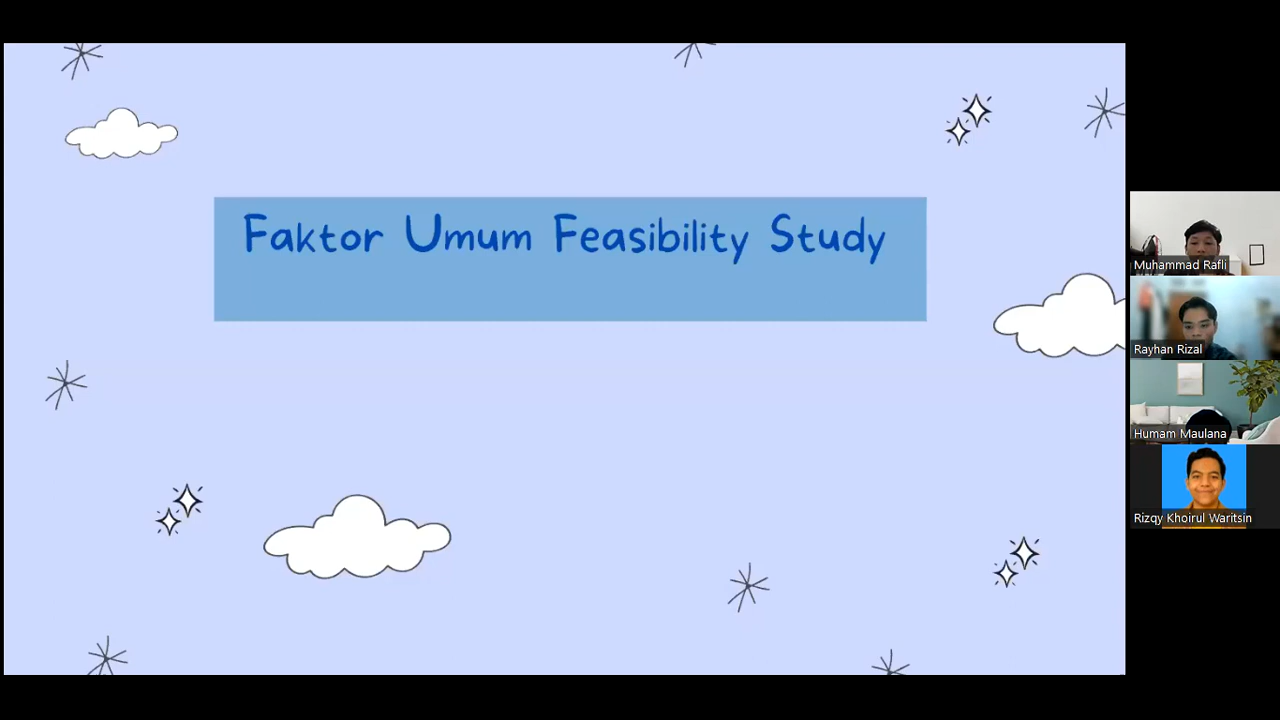 Faktor Umum Feasibility Study
Muhammad Rafli
Rayhan Rizal
Humam Maulana
Rizqy Khoirul Waritsin